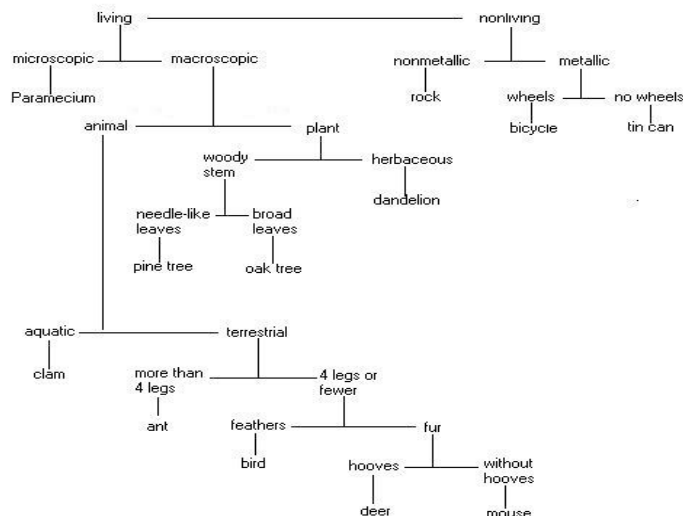 living nonliving
microscopic macroscopic nonmetallic metallic
Paramecium rock wheels no wheels
animal plant bicycle tin can
woody stem herbaceous
dandelion
needle-like leaves broad leaves
pine tree oak tree
aquatic terrestrial
clam more than 4 legs 4 legs or fewer
ant feathers fur
bird hooves without hooves
deer mouse